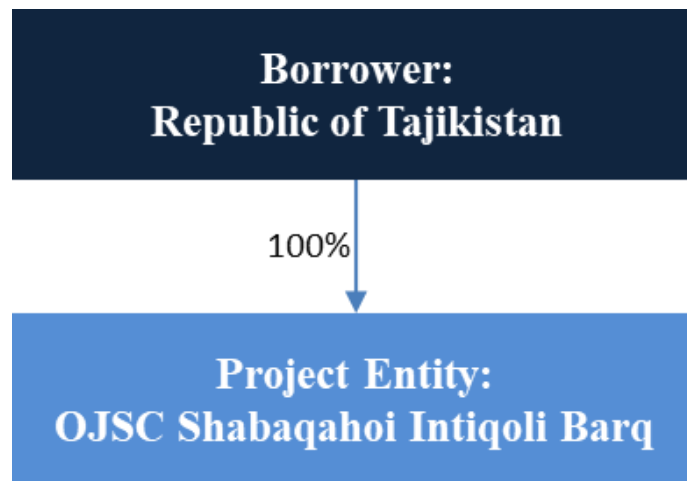 Borrower:
Republic of Tajikistan
100%
Project Entity:
OJSC Shabaqahoi Intiqoli Barq